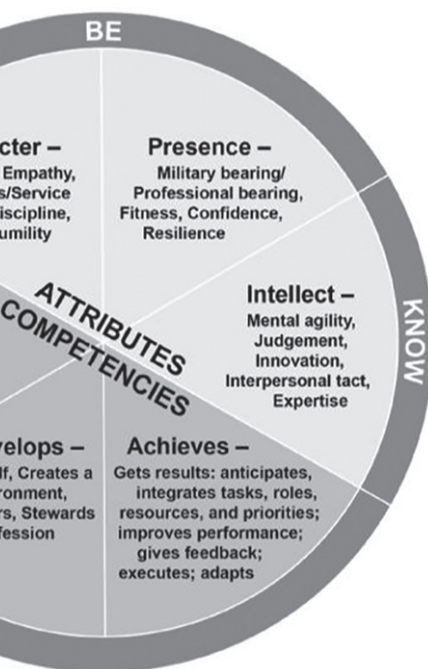 BE
cter –
Empathy,
s/Service
iscipline,
umility
Presence –
Military bearing/
Professional bearing,
Fitness, Confidence,
Resilience
Intellect –
Mental agility,
Judgement,
Innovation,
Interpersonal tact,
Expertise
KNOW
ATTRIBUTES
COMPETENCIES
velops –
lf, Creates a
ronment,
rs, Stewards
fession
Achieves –
Gets results: anticipates,
integrates tasks, roles,
resources, and priorities;
improves performance;
gives feedback;
executes; adapts